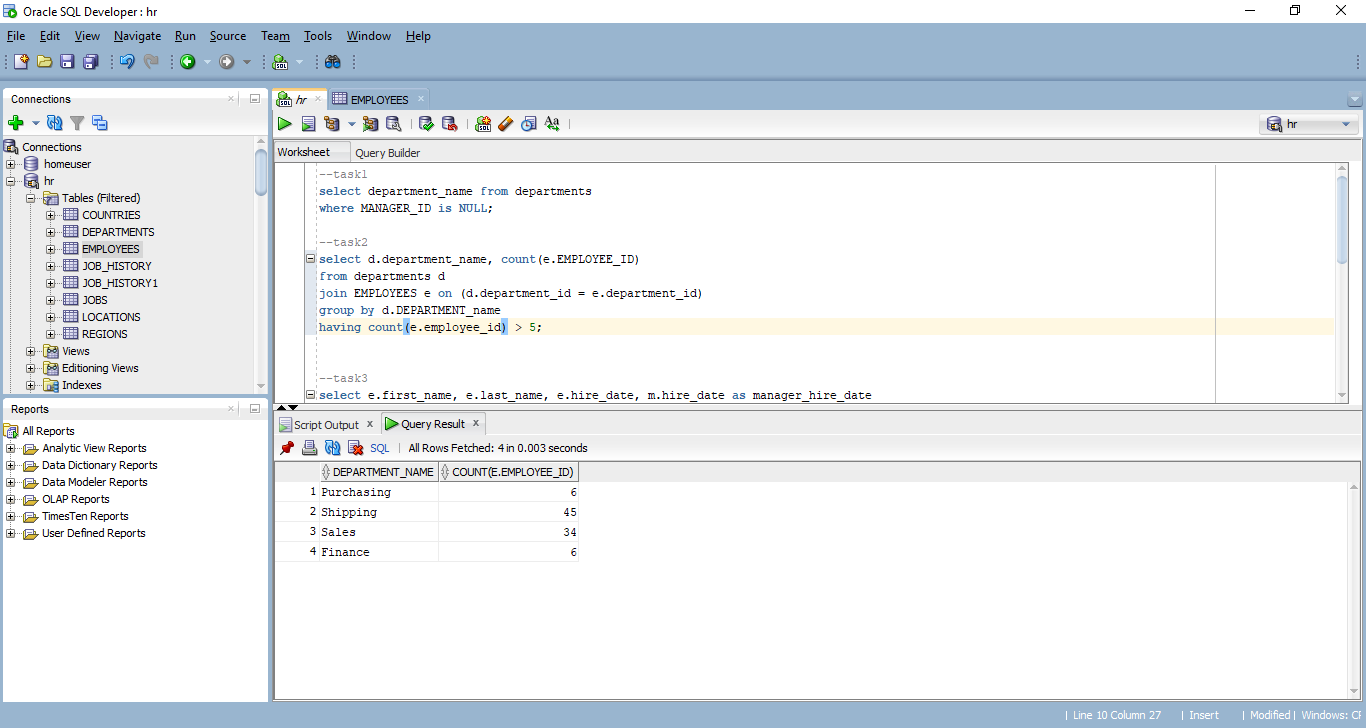 Oracle SQL Developer : hr
File Edit View Navigate Run Source Team Tools Window Help
Connections
Connections
homeuser
hr
Tables (Filtered)
COUNTRIES
DEPARTMENTS
EMPLOYEES
JOB_HISTORY
JOB_HISTORY1
JOBS
LOCATIONS
REGIONS
Views
Editioning Views
Indexes
Reports
All Reports
Analytic View Reports
Data Dictionary Reports
Data Modeler Reports
OLAP Reports
TimesTen Reports
User Defined Reports
hr EMPLOYEES
hr
Worksheet Query Builder
--task1
select department_name from departments
where MANAGER_ID is NULL;
--task2
select d.department_name, count(e.EMPLOYEE_ID)
from departments d
join EMPLOYEES e on (d.department_id = e.department_id)
group by d.DEPARTMENT_name
having count(e.employee_id) > 5;
--task3
select e.first_name, e.last_name, e.hire_date, m.hire_date as manager_hire_date
Script Output x Query Result x
SQL | All Rows Fetched: 4 in 0.003 seconds
DEPARTMENT_NAME COUNT(E.EMPLOYEE_ID)
1 Purchasing 6
2 Shipping 45
3 Sales 34
4 Finance 6
| Line 10 Column 27 | Insert | Modified | Windows: CF